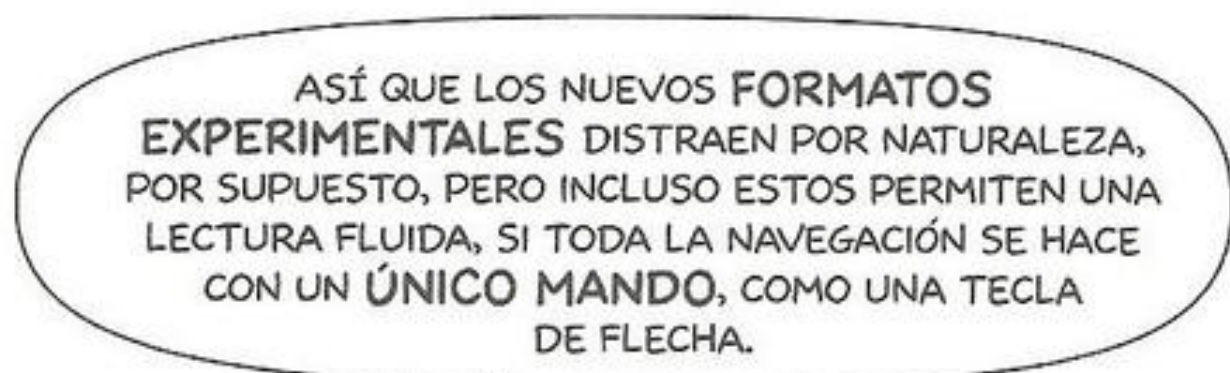 ASÍ QUE LOS NUEVOS FORMATOS
EXPERIMENTALES DISTRAEN POR NATURALEZA,
POR SUPUESTO, PERO INCLUSO ESTOS PERMITEN UNA
LECTURA FLUIDA, SI TODA LA NAVEGACIÓN SE HACE
CON UN ÚNICO MANDO, COMO UNA TECLA
DE FLECHA.